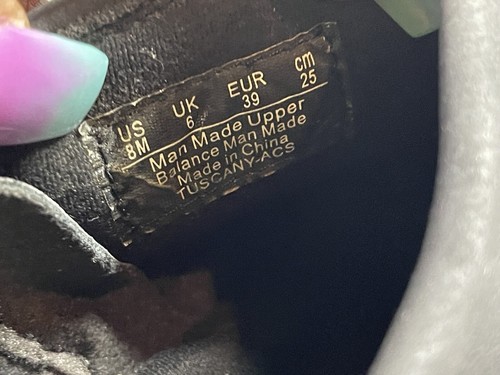 US UK EUR cm
8M 6 39 25
Man Made Upper
Balance Man Made
Made in China
TUSCANY-ACS